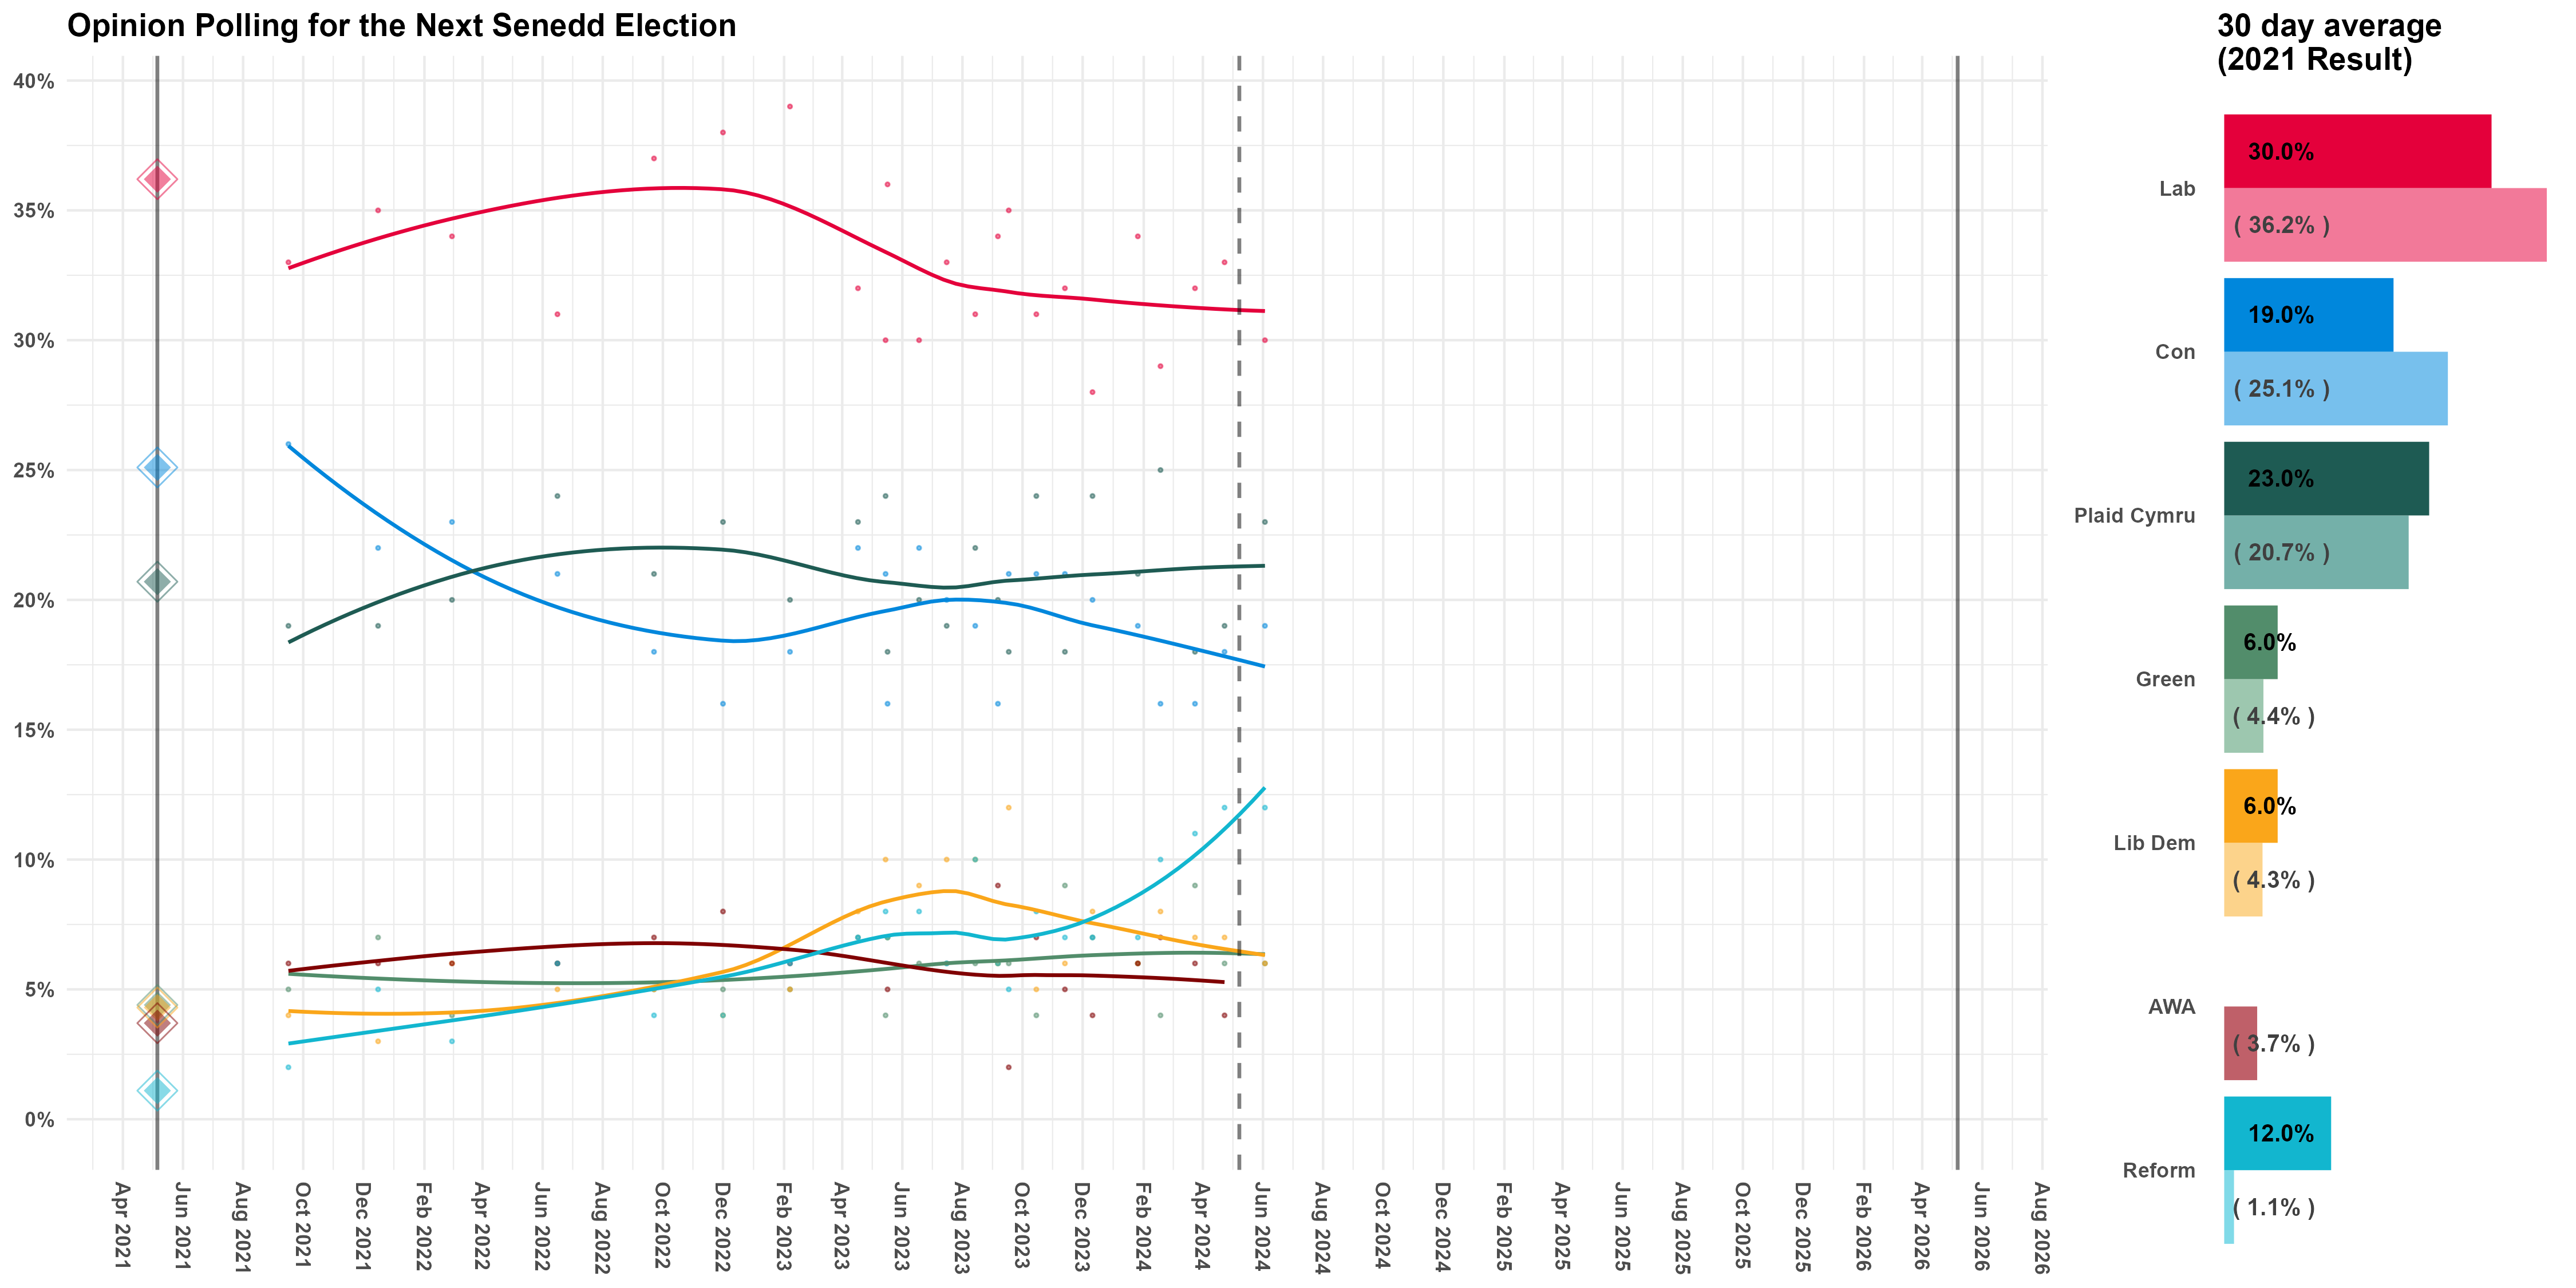 Opinion Polling for the Next Senedd Election
40%
35%
30%
25%
20%
15%
10%
5%
0%
Apr 2021
Jun 2021
Aug 2021
Oct 2021
Dec 2021
Feb 2022
Apr 2022
Jun 2022
Aug 2022
Oct 2022
Dec 2022
Feb 2023
Apr 2023
Jun 2023
Aug 2023
Oct 2023
Dec 2023
Feb 2024
Apr 2024
Jun 2024
Aug 2024
Oct 2024
Dec 2024
Feb 2025
Apr 2025
Jun 2025
Aug 2025
Oct 2025
Dec 2025
Feb 2026
Apr 2026
Jun 2026
Aug 2026
30 day average
(2021 Result)
Lab
30.0%
( 36.2% )
Con
19.0%
( 25.1% )
Plaid Cymru
23.0%
( 20.7% )
Green
6.0%
( 4.4% )
Lib Dem
6.0%
( 4.3% )
AWA
( 3.7% )
Reform
12.0%
( 1.1% )